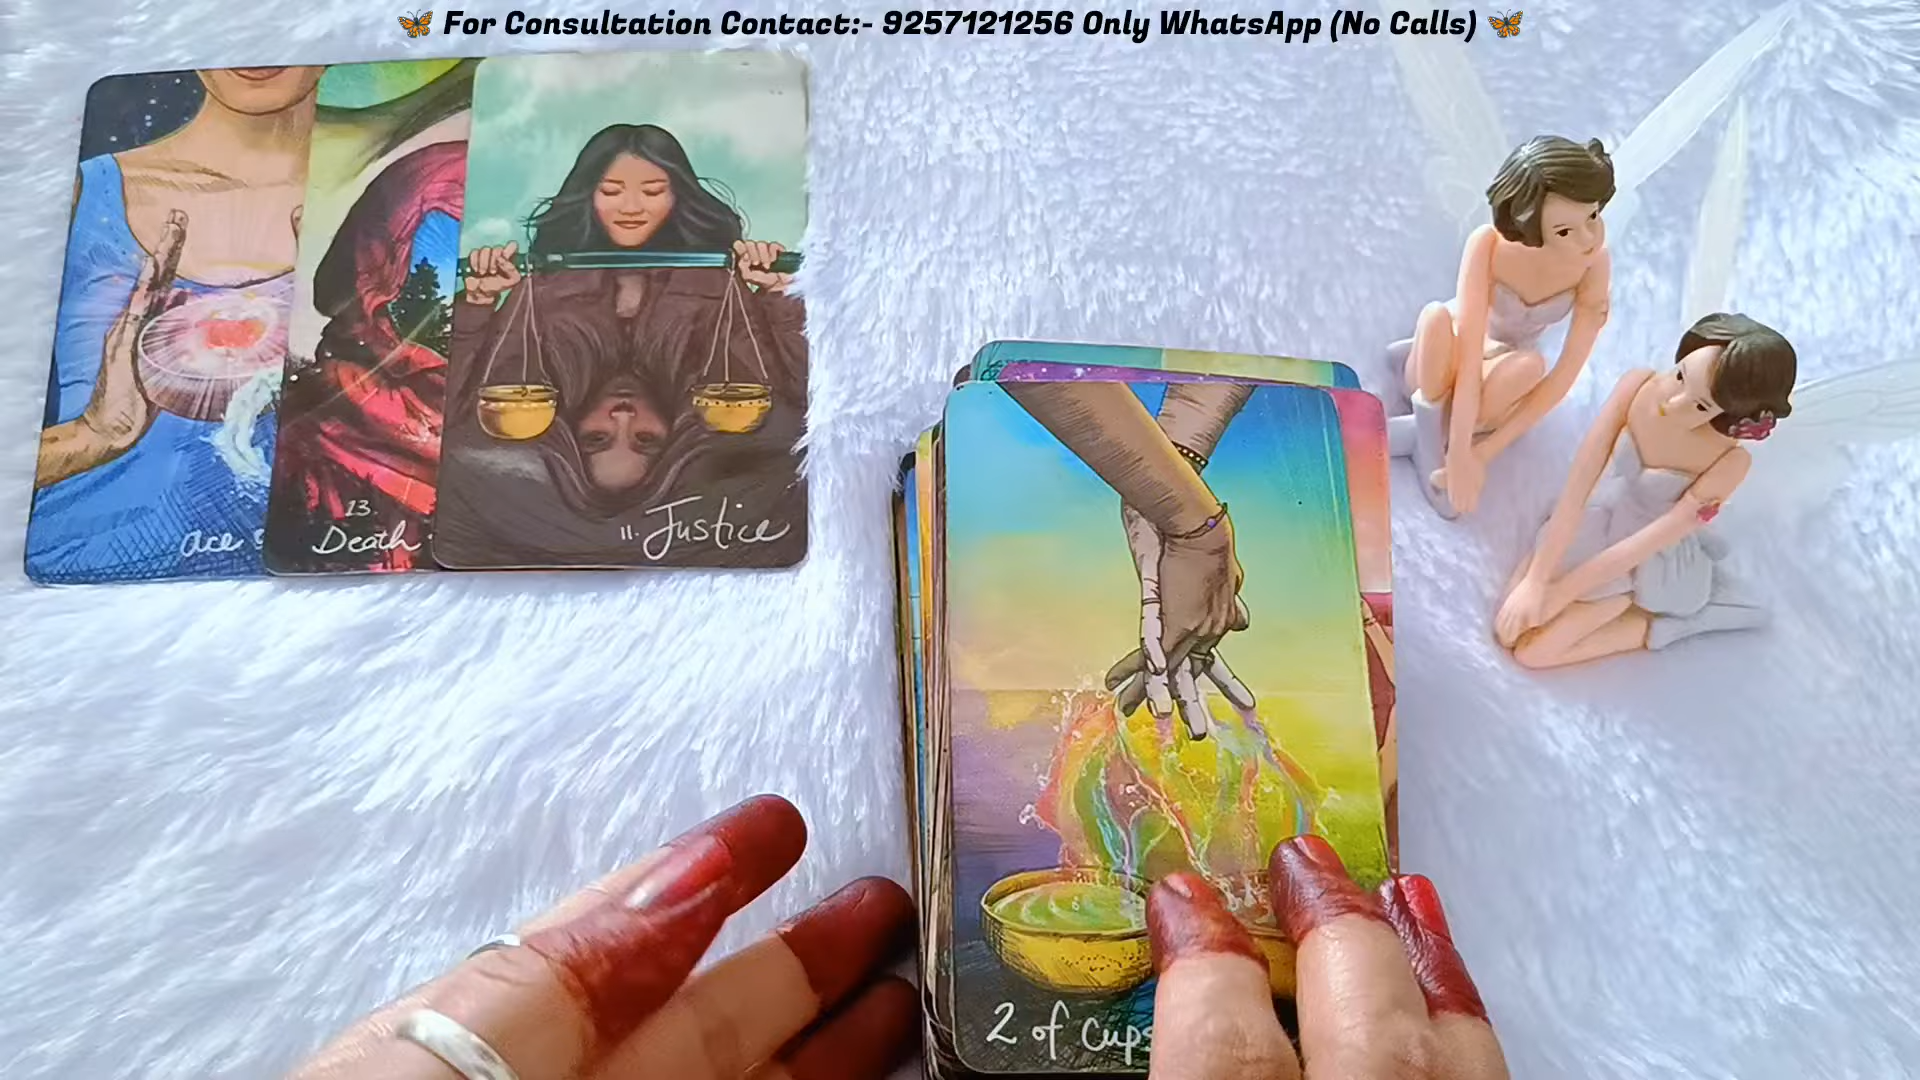 For Consultation Contact:- 9257121256 Only WhatsApp (No Calls)
ace
13.
Death
11. Justice
2 of Cups